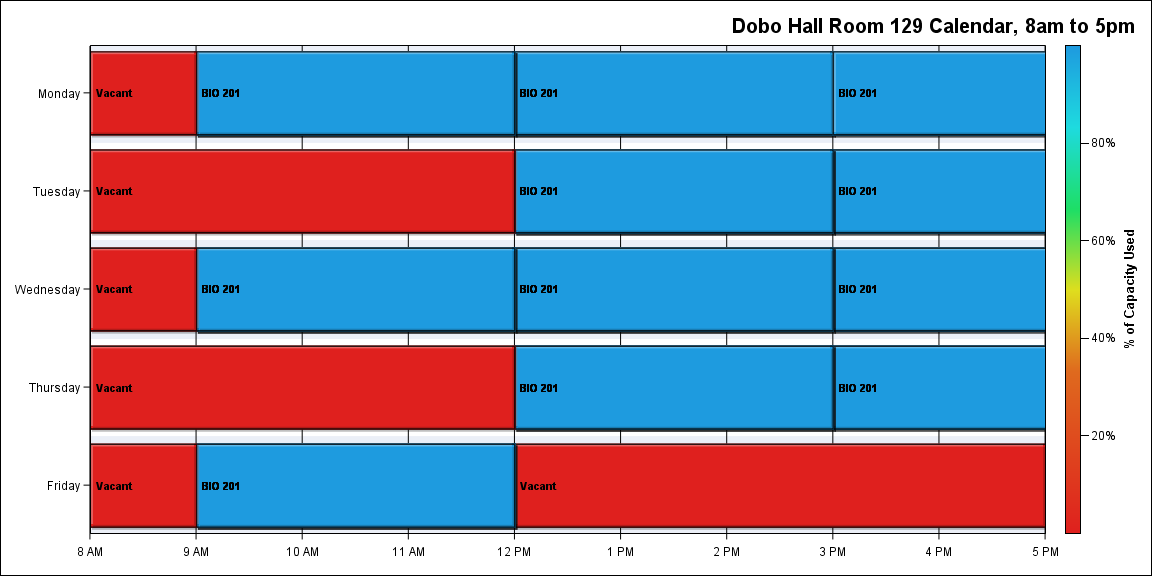 Dobo Hall Room 129 Calendar, 8am to 5pm
Monday
Vacant
BIO 201
BIO 201
BIO 201
Tuesday
Vacant
BIO 201
BIO 201
Wednesday
Vacant
BIO 201
BIO 201
BIO 201
Thursday
Vacant
BIO 201
BIO 201
Friday
Vacant
BIO 201
Vacant
8 AM
9 AM
10 AM
11 AM
12 PM
1 PM
2 PM
3 PM
4 PM
5 PM
80%
60%
40%
20%
% of Capacity Used